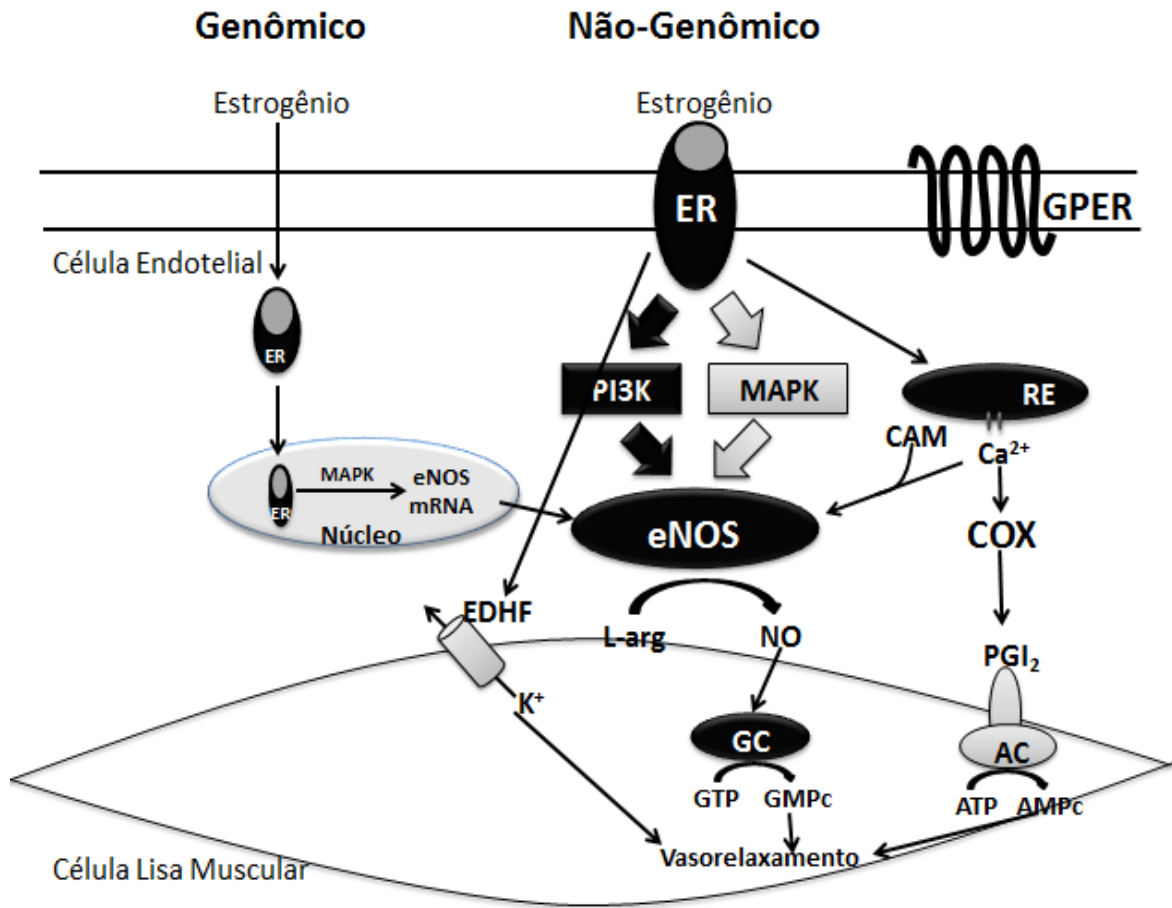 Genômico
Não-Genômico
Estrogênio
Estrogênio
ER
GPER
Célula Endotelial
ER
PI3K
MAPK
RE
CAM
Ca²⁺
ER
MAPK
eNOS
mRNA
Núcleo
eNOS
COX
EDHF
L-arg
NO
PGI₂
K⁺
GC
AC
GTP
GMPc
ATP
AMPc
Vasorelaxamento
Célula Lisa Muscular